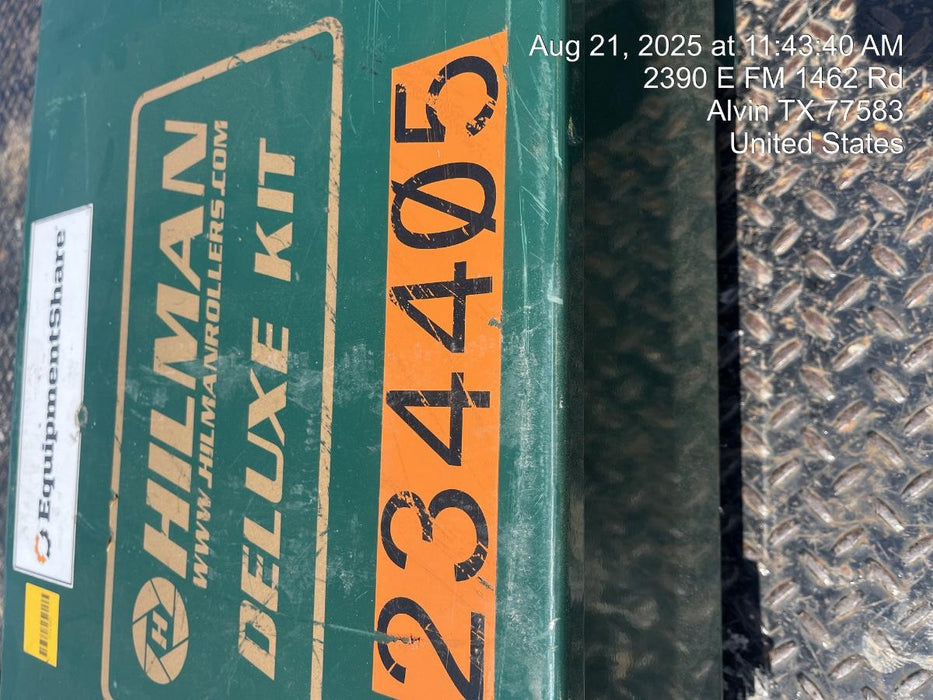 Aug 21, 2025 at 11:43:40 AM
2390 E FM 1462 Rd
Alvin TX 77583
United States
EquipmentShare
H
HILMAN
WWW.HILMANROLLERS.COM
DELUXE KIT
234405